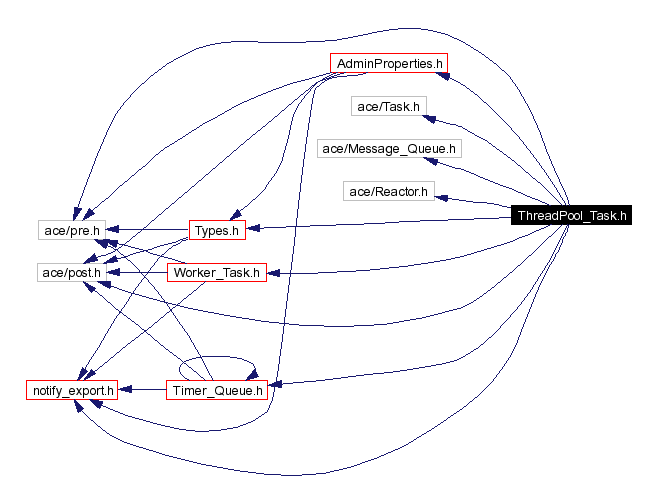 AdminProperties.h
ace/Task.h
ace/Message_Queue.h
ace/Reactor.h
ThreadPool_Task.h
ace/pre.h
Types.h
ace/post.h
Worker_Task.h
notify_export.h
Timer_Queue.h